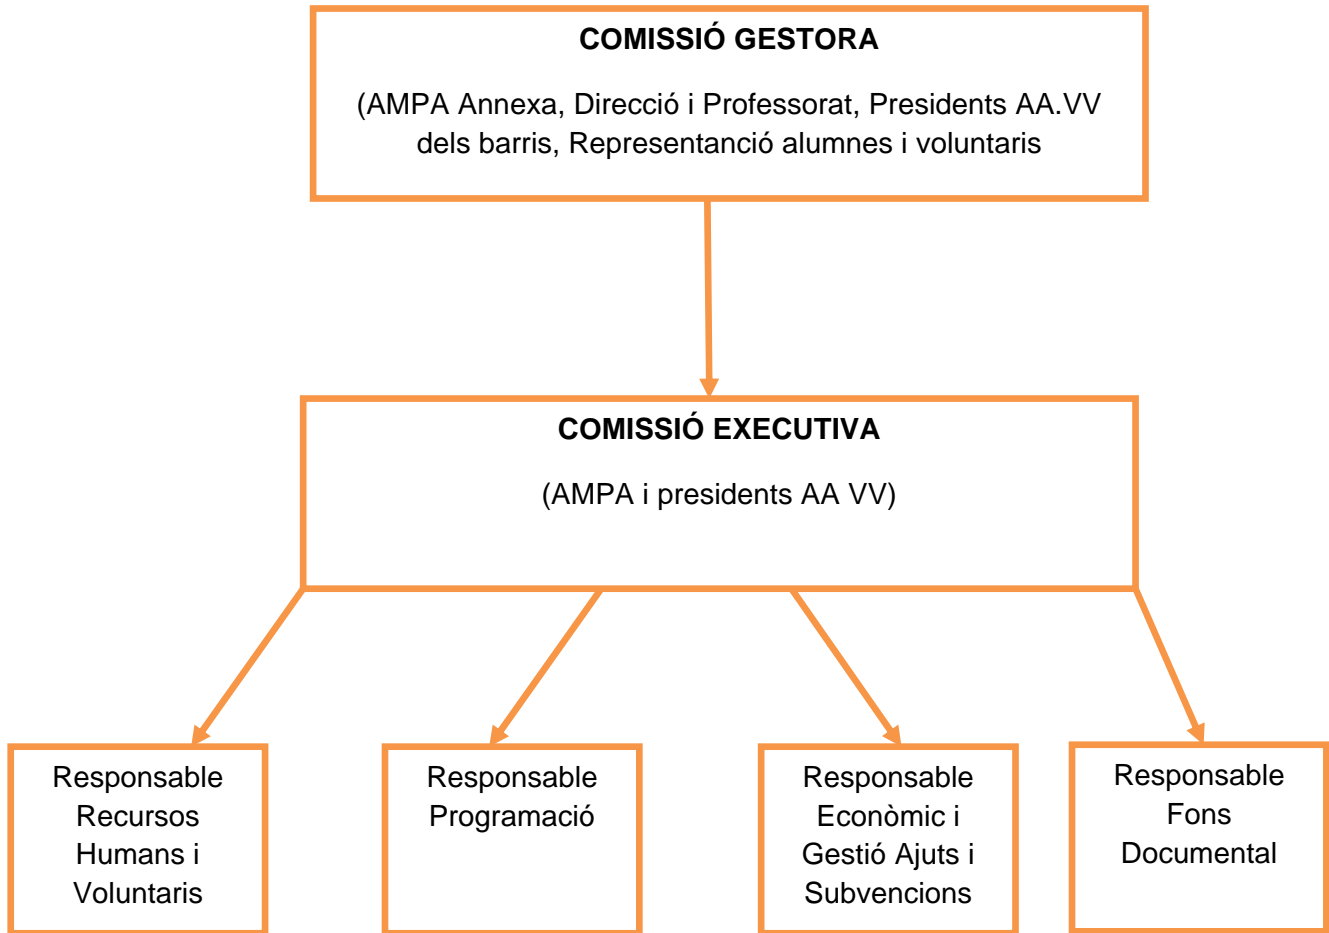 COMISSIÓ GESTORA
(AMPA Annexa, Direcció i Professorat, Presidents AA.VV
dels barris, Representanció alumnes i voluntaris
COMISSIÓ EXECUTIVA
(AMPA i presidents AA VV)
Responsable
Recursos
Humans i
Voluntaris
Responsable
Programació
Responsable
Econòmic i
Gestió Ajuts i
Subvencions
Responsable
Fons
Documental